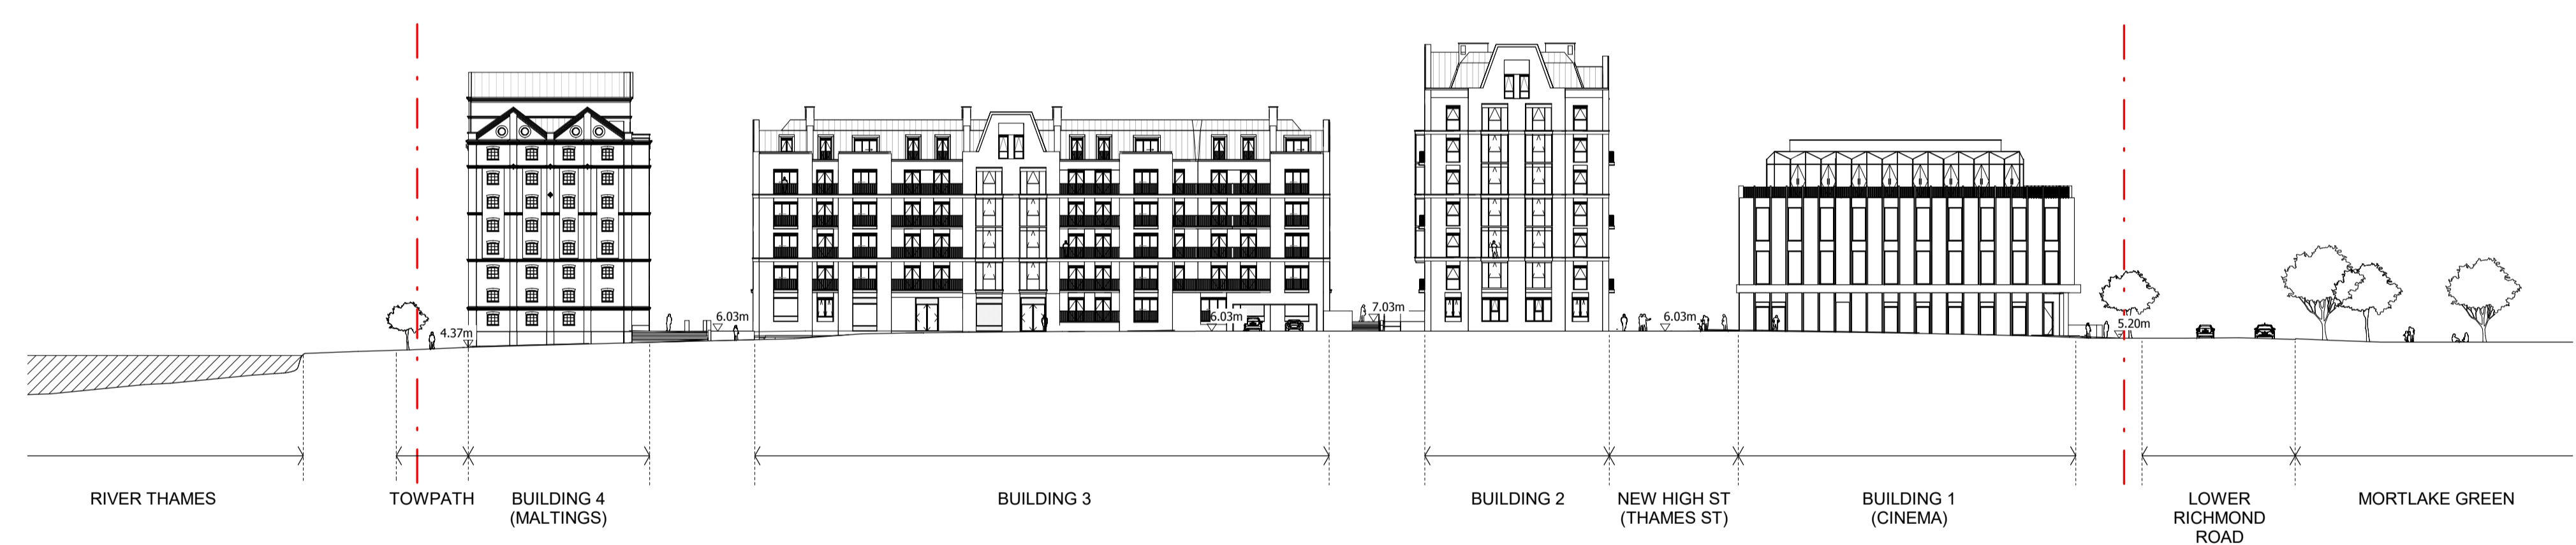 4.37m
6.03m
6.03m
7.03m
6.03m
5.20m
RIVER THAMES
TOWPATH
BUILDING 4
(MALTINGS)
BUILDING 3
BUILDING 2
NEW HIGH ST
(THAMES ST)
BUILDING 1
(CINEMA)
LOWER
RICHMOND
ROAD
MORTLAKE GREEN